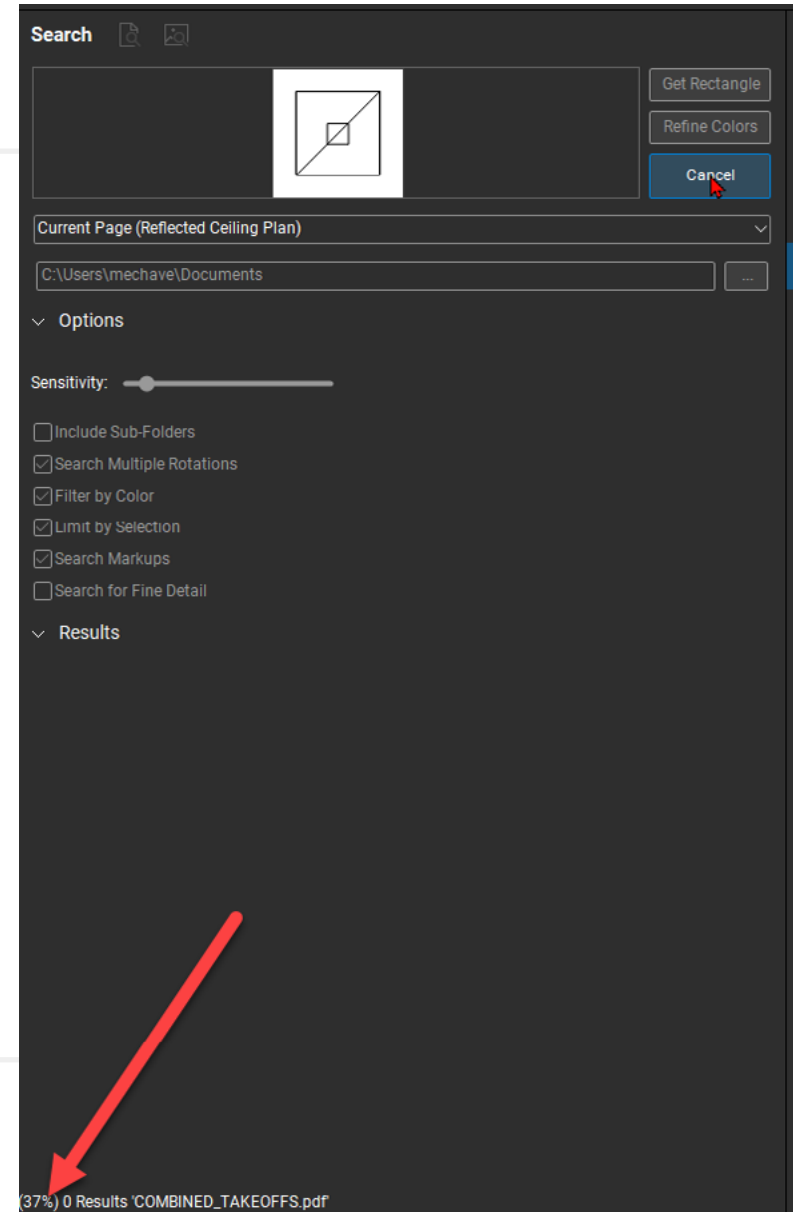 Search
Get Rectangle
Refine Colors
Cancel
Current Page (Reflected Ceiling Plan)
C:\Users\mechave\Documents
...
Options
Sensitivity:
Include Sub-Folders
Search Multiple Rotations
Filter by Color
Limit by Selection
Search Markups
Search for Fine Detail
Results
(37%) 0 Results 'COMBINED_TAKEOFFS.pdf'